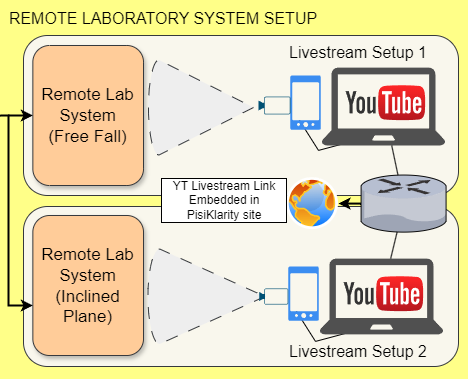 REMOTE LABORATORY SYSTEM SETUP
Livestream Setup 1
Remote Lab
System
(Free Fall)
YouTube
YT Livestream Link
Embedded in
PisiKlarity site
Remote Lab
System
(Inclined
Plane)
YouTube
Livestream Setup 2